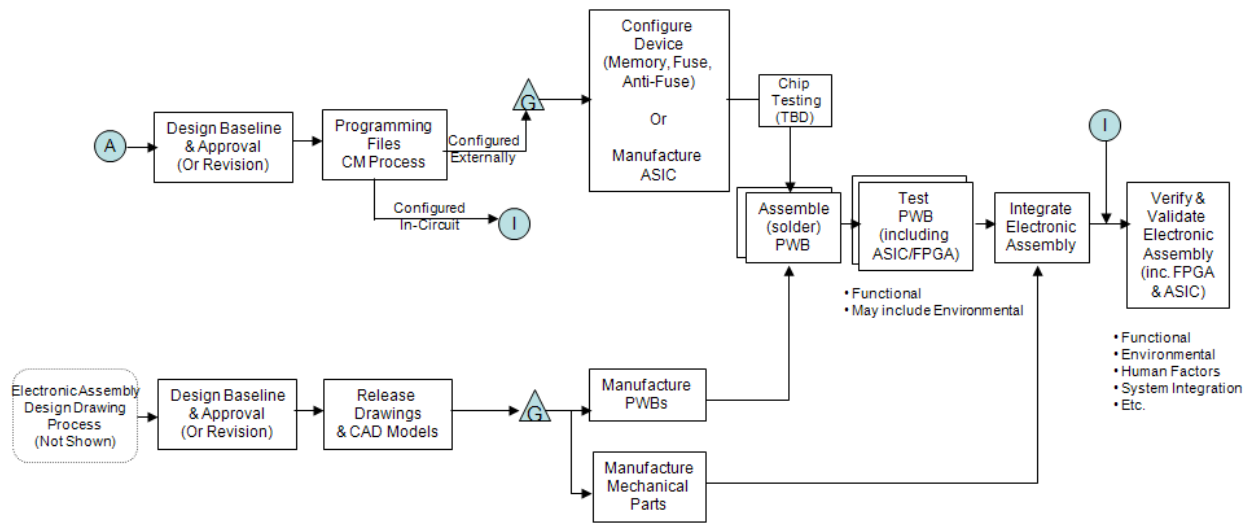 A
Design Baseline
& Approval
(Or Revision)
Programming
Files
CM Process
Configured
Externally
G
Configured
In-Circuit
I
Configure
Device
(Memory, Fuse,
Anti-Fuse)
Or
Manufacture
ASIC
Chip
Testing
(TBD)
Assemble
(solder)
PWB
Test
PWB
(including
ASIC/FPGA)
• Functional
• May include Environmental
Integrate
Electronic
Assembly
I
Verify &
Validate
Electronic
Assembly
(inc. FPGA
& ASIC)
• Functional
• Environmental
• Human Factors
• System Integration
• Etc.
Electronic Assembly
Design Drawing
Process
(Not Shown)
Design Baseline
& Approval
(Or Revision)
Release
Drawings
& CAD Models
G
Manufacture
PWBs
Manufacture
Mechanical
Parts